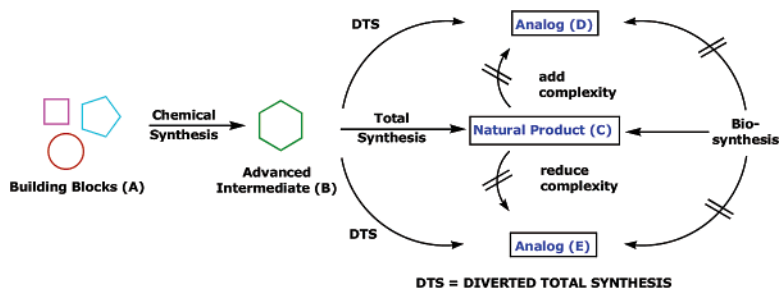 DTS
Analog (D)
add
complexity
Chemical
Synthesis
Total
Synthesis
Natural Product (C)
Bio-
synthesis
Building Blocks (A)
Advanced
Intermediate (B)
reduce
complexity
DTS
Analog (E)
DTS = DIVERTED TOTAL SYNTHESIS